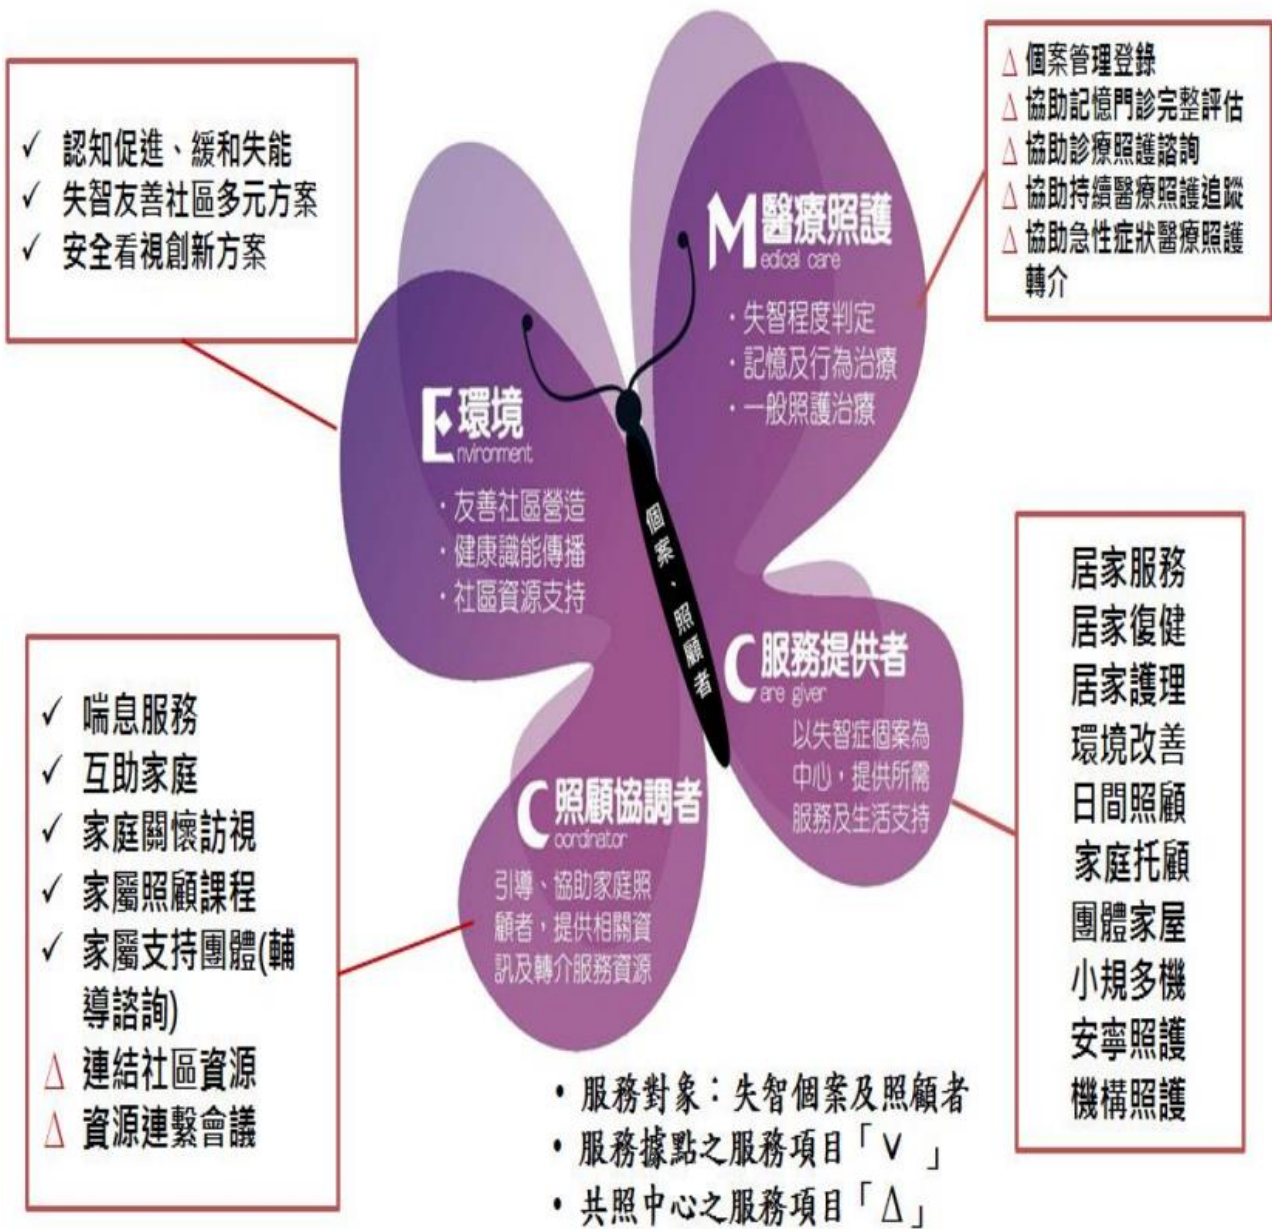 ✓ 認知促進、緩和失能
✓ 失智友善社區多元方案
✓ 安全看視創新方案
△ 個案管理登錄
△ 協助記憶門診完整評估
△ 協助診療照護諮詢
△ 協助持續醫療照護追蹤
△ 協助急性症狀醫療照護
轉介
M醫療照護
edical care
・失智程度判定
・記憶及行為治療
・一般照護治療
E環境
nvironment
・友善社區營造
・健康識能傳播
・社區資源支持
個案、照顧者
C服務提供者
are giver
以失智症個案為
中心，提供所需
服務及生活支持
C照顧協調者
oordinator
引導、協助家庭照
顧者，提供相關資
訊及轉介服務資源
✓ 喘息服務
✓ 互助家庭
✓ 家庭關懷訪視
✓ 家屬照顧課程
✓ 家屬支持團體(輔
導諮詢)
△ 連結社區資源
△ 資源連繫會議
居家服務
居家復健
居家護理
環境改善
日間照顧
家庭托顧
團體家屋
小規多機
安寧照護
機構照護
• 服務對象：失智個案及照顧者
• 服務據點之服務項目「∨ 」
• 共照中心之服務項目「△」